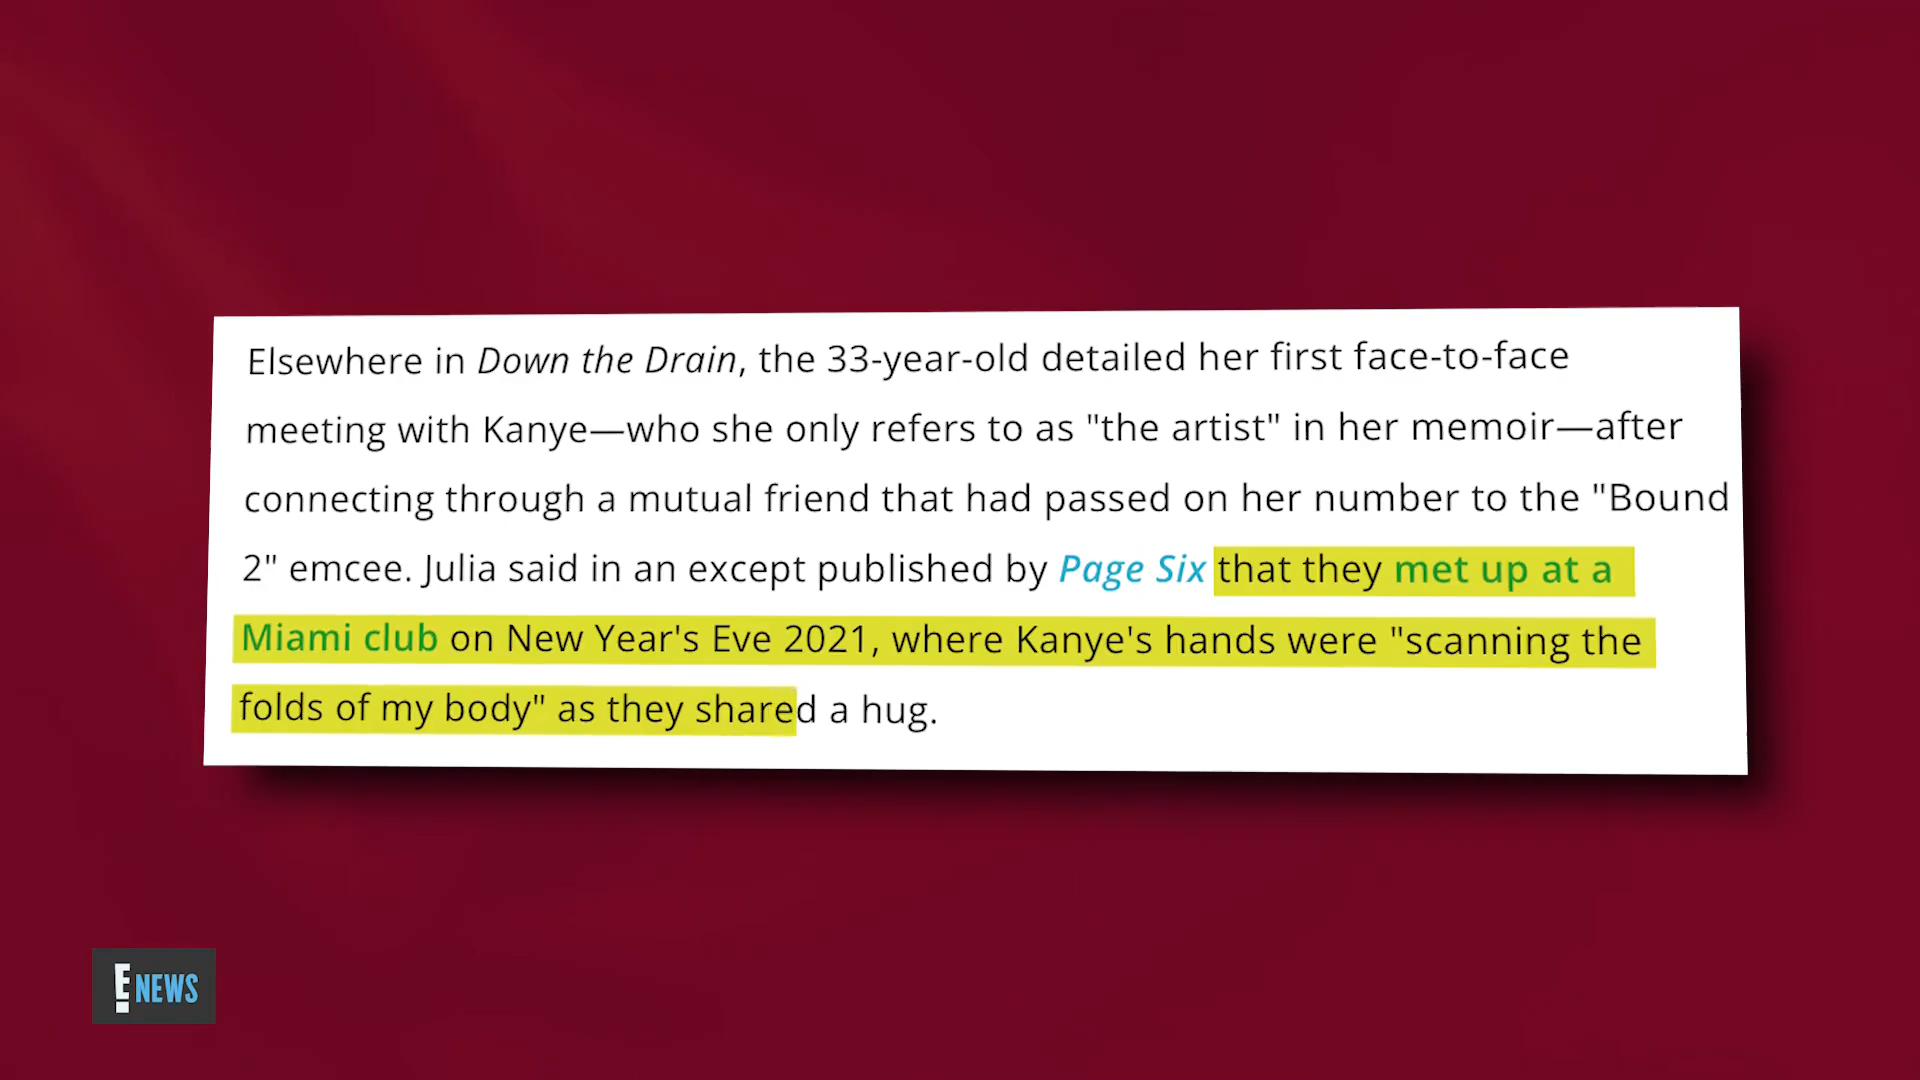 Elsewhere in Down the Drain, the 33-year-old detailed her first face-to-face
meeting with Kanye—who she only refers to as "the artist" in her memoir—after
connecting through a mutual friend that had passed on her number to the "Bound
2" emcee. Julia said in an except published by Page Six that they met up at a
Miami club on New Year's Eve 2021, where Kanye's hands were "scanning the
folds of my body" as they shared a hug.
E! NEWS